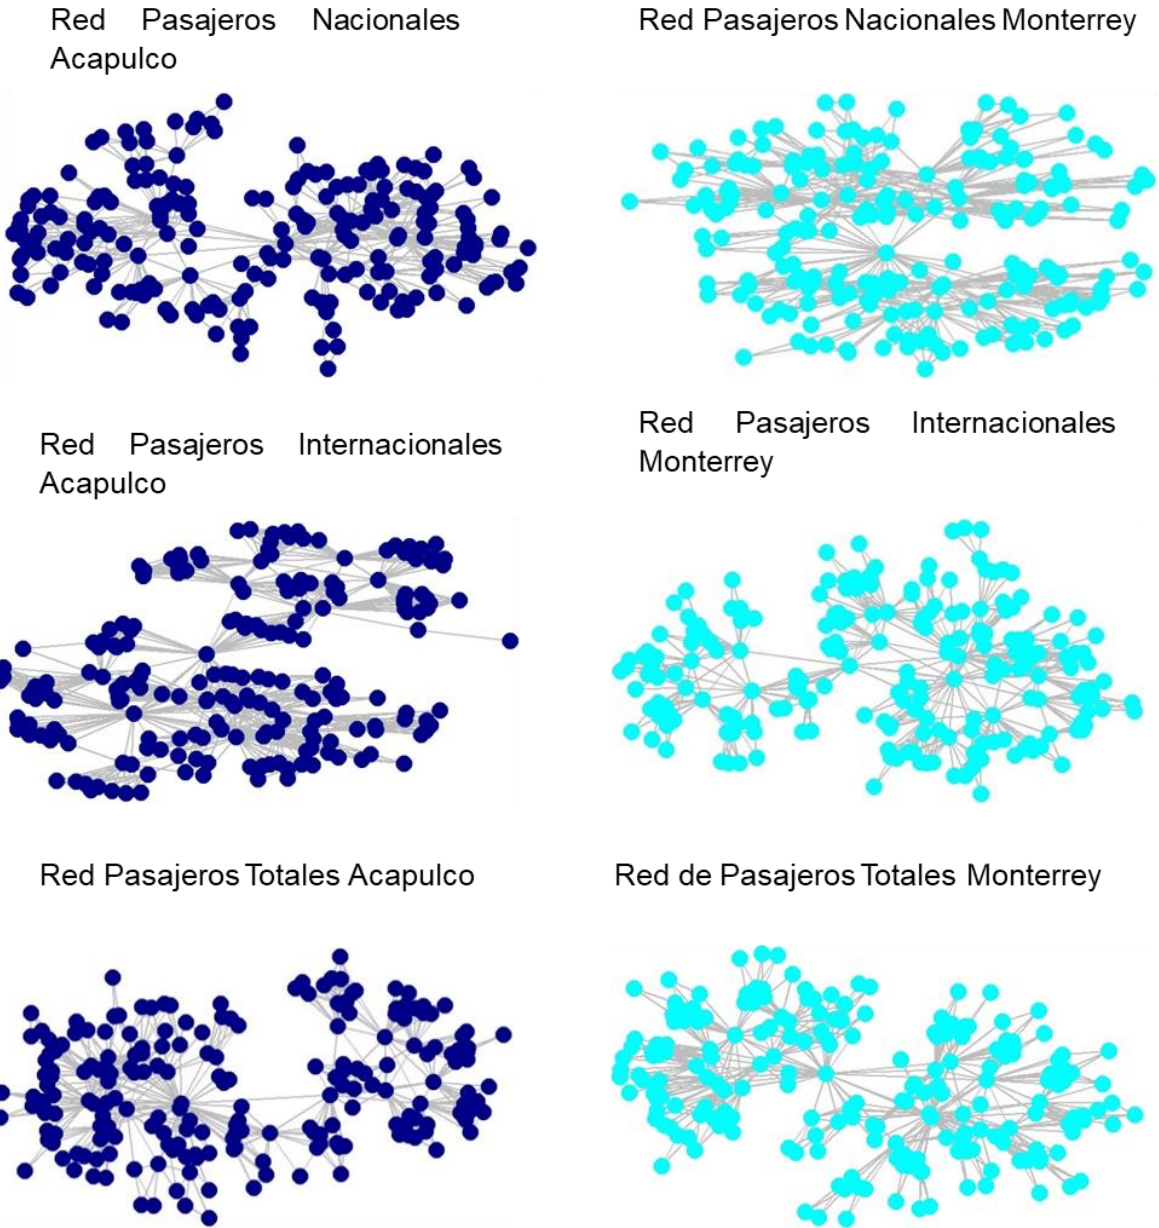 Red Pasajeros Nacionales
Acapulco
Red Pasajeros Nacionales Monterrey
Red Pasajeros Internacionales
Acapulco
Red Pasajeros Internacionales
Monterrey
Red Pasajeros Totales Acapulco
Red de Pasajeros Totales Monterrey